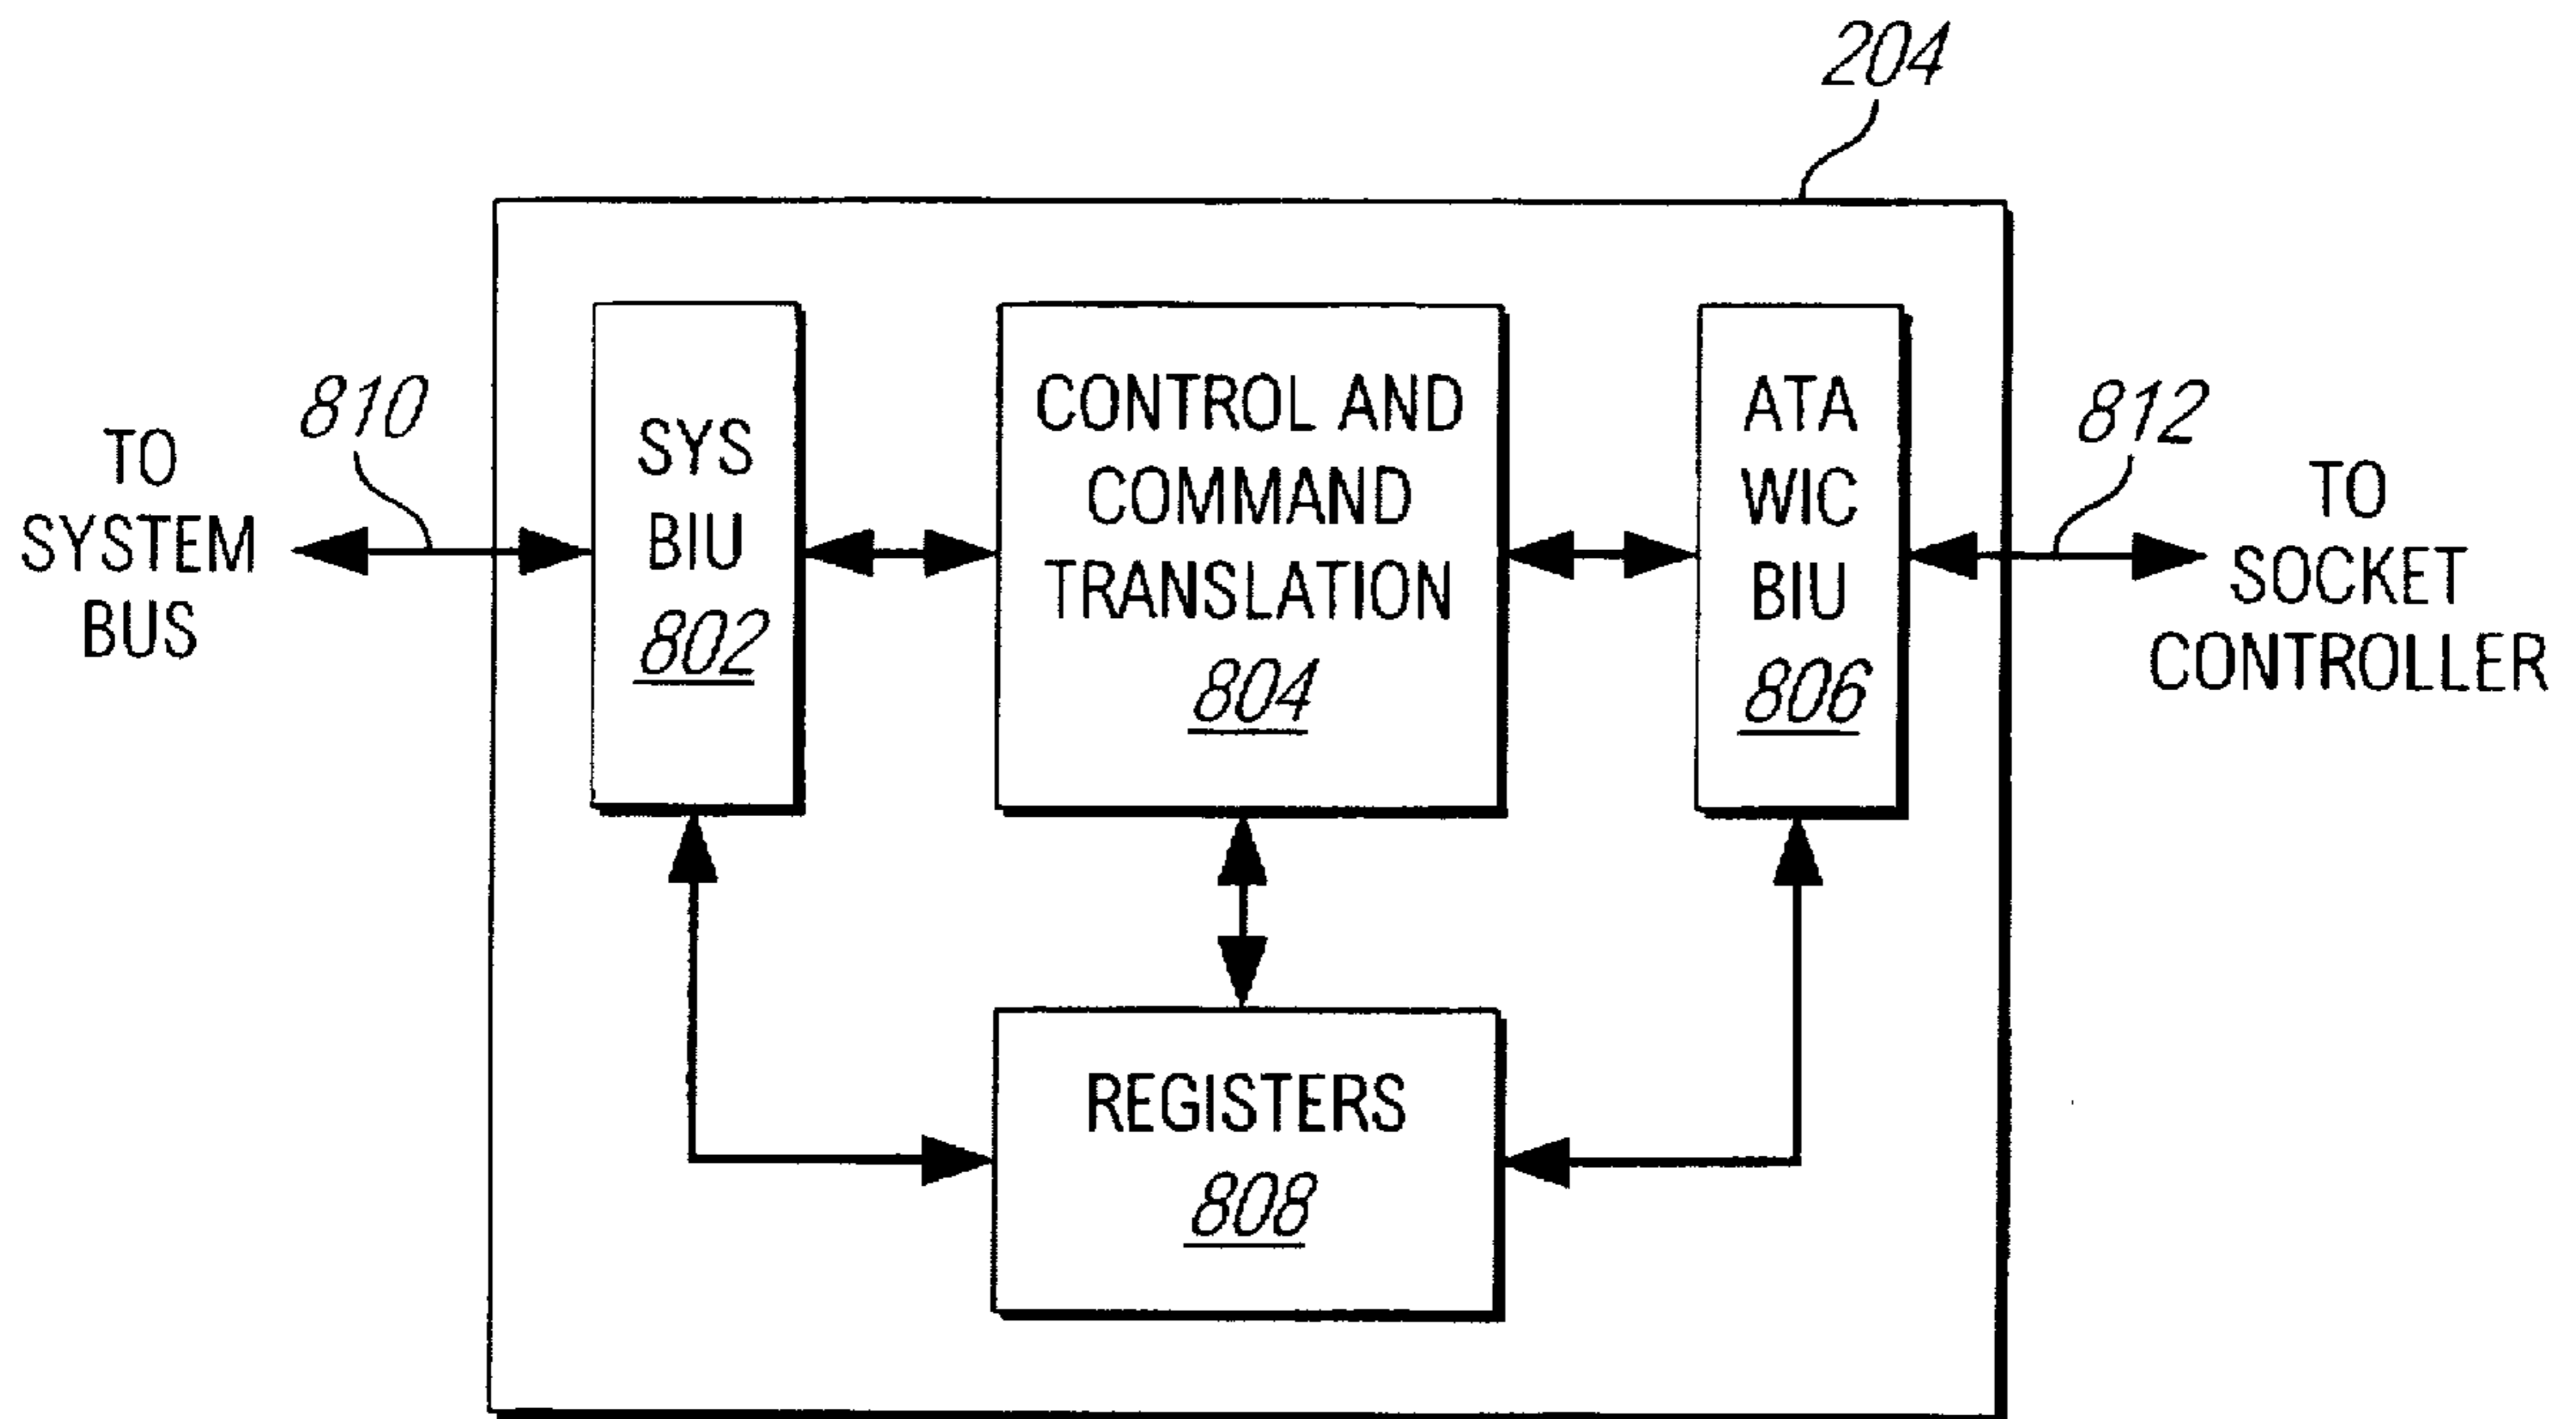 204
810
TO
SYSTEM
BUS
SYS
BIU
802
CONTROL AND
COMMAND
TRANSLATION
804
ATA
WIC
BIU
806
812
TO
SOCKET
CONTROLLER
REGISTERS
808